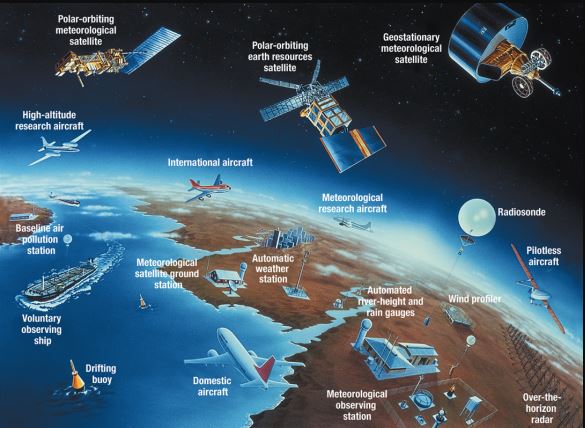 Polar-orbiting
meteorological
satellite
Polar-orbiting
earth resources
satellite
Geostationary
meteorological
satellite
High-altitude
research aircraft
International aircraft
Meteorological
research aircraft
Radiosonde
Baseline air
pollution
station
Meteorological
satellite ground
station
Automatic
weather
station
Pilotless
aircraft
Automated
river-height and
rain gauges
Wind profiler
Voluntary
observing
ship
Drifting
buoy
Domestic
aircraft
Meteorological
observing
station
Over-the-
horizon
radar